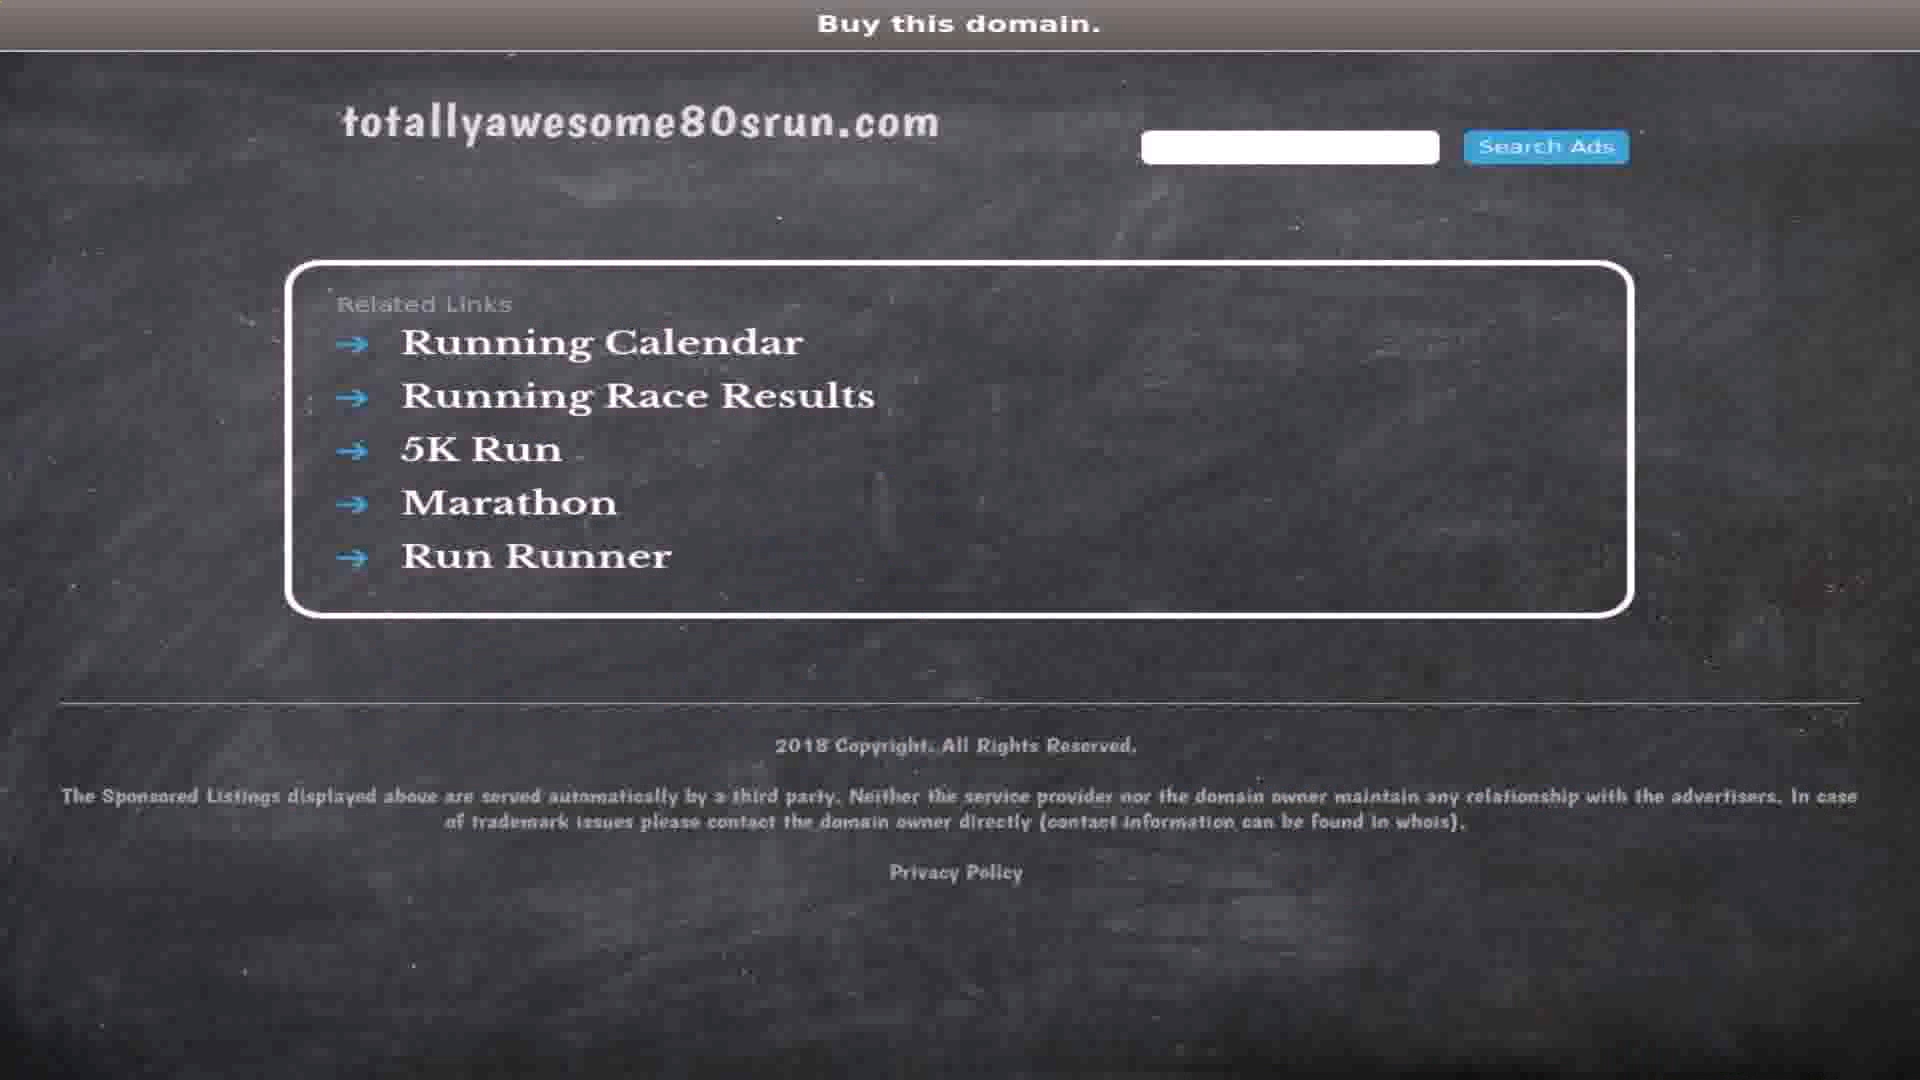 Buy this domain.
totallyawesome80srun.com
Search Ads
Related Links
Running Calendar
Running Race Results
5K Run
Marathon
Run Runner
2018 Copyright. All Rights Reserved.
The Sponsored Listings displayed above are served automatically by a third party. Neither the service provider nor the domain owner maintain any relationship with the advertisers. In case
of trademark issues please contact the domain owner directly (contact information can be found in whois).
Privacy Policy